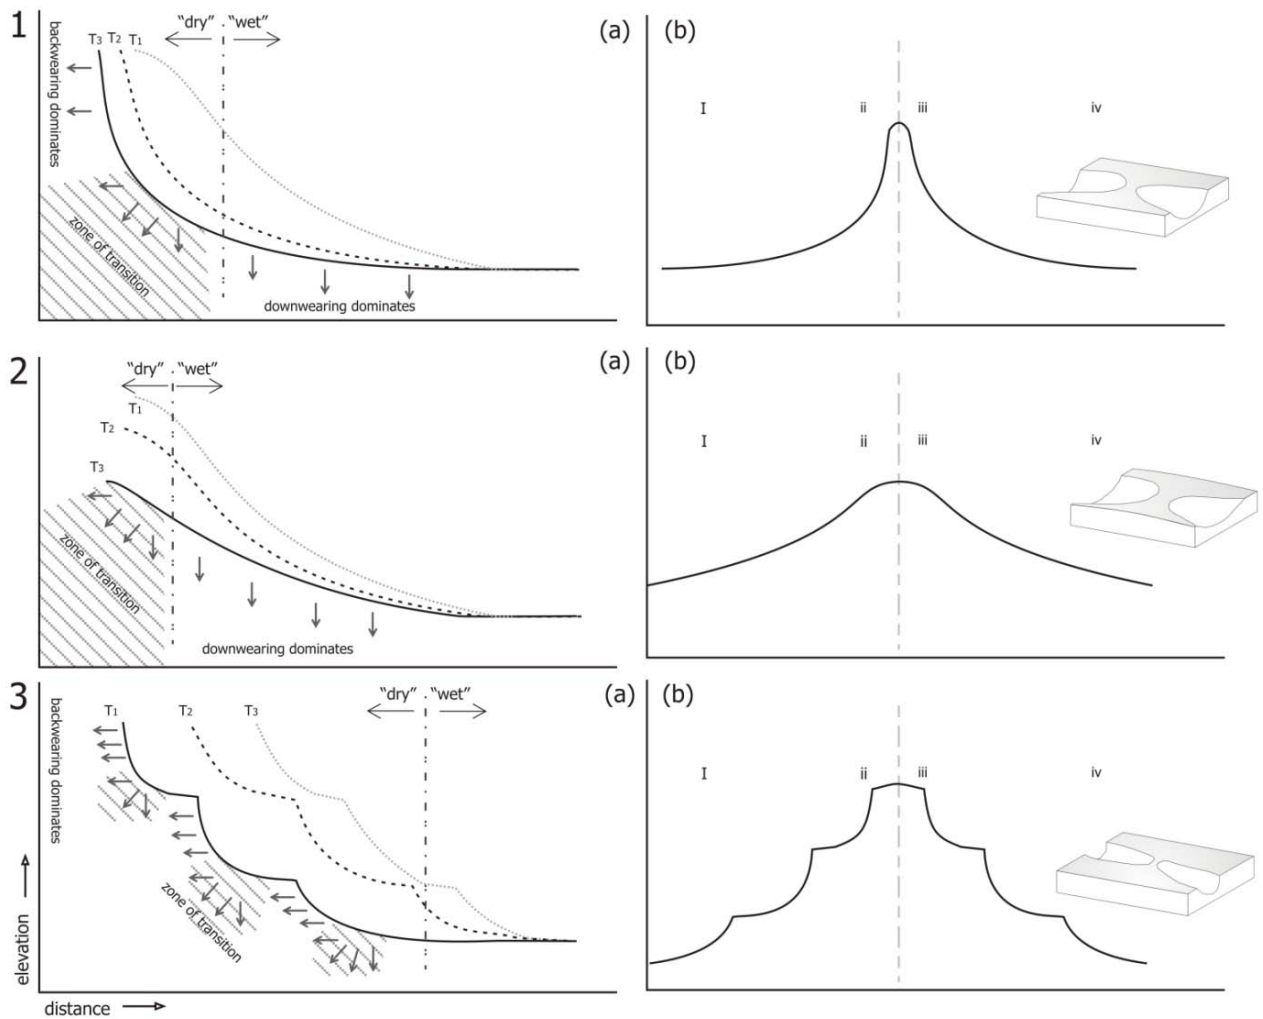 1
backwearing dominates
T3 T2 T1
"dry" "wet"
(a)
zone of transition
downwearing dominates
(b)
I ii iii iv
2
"dry" "wet"
(a)
T1
T2
T3
zone of transition
downwearing dominates
(b)
I ii iii iv
3
backwearing dominates
T1 T2 T3
"dry" "wet"
(a)
zone of transition
elevation
distance
(b)
I ii iii iv